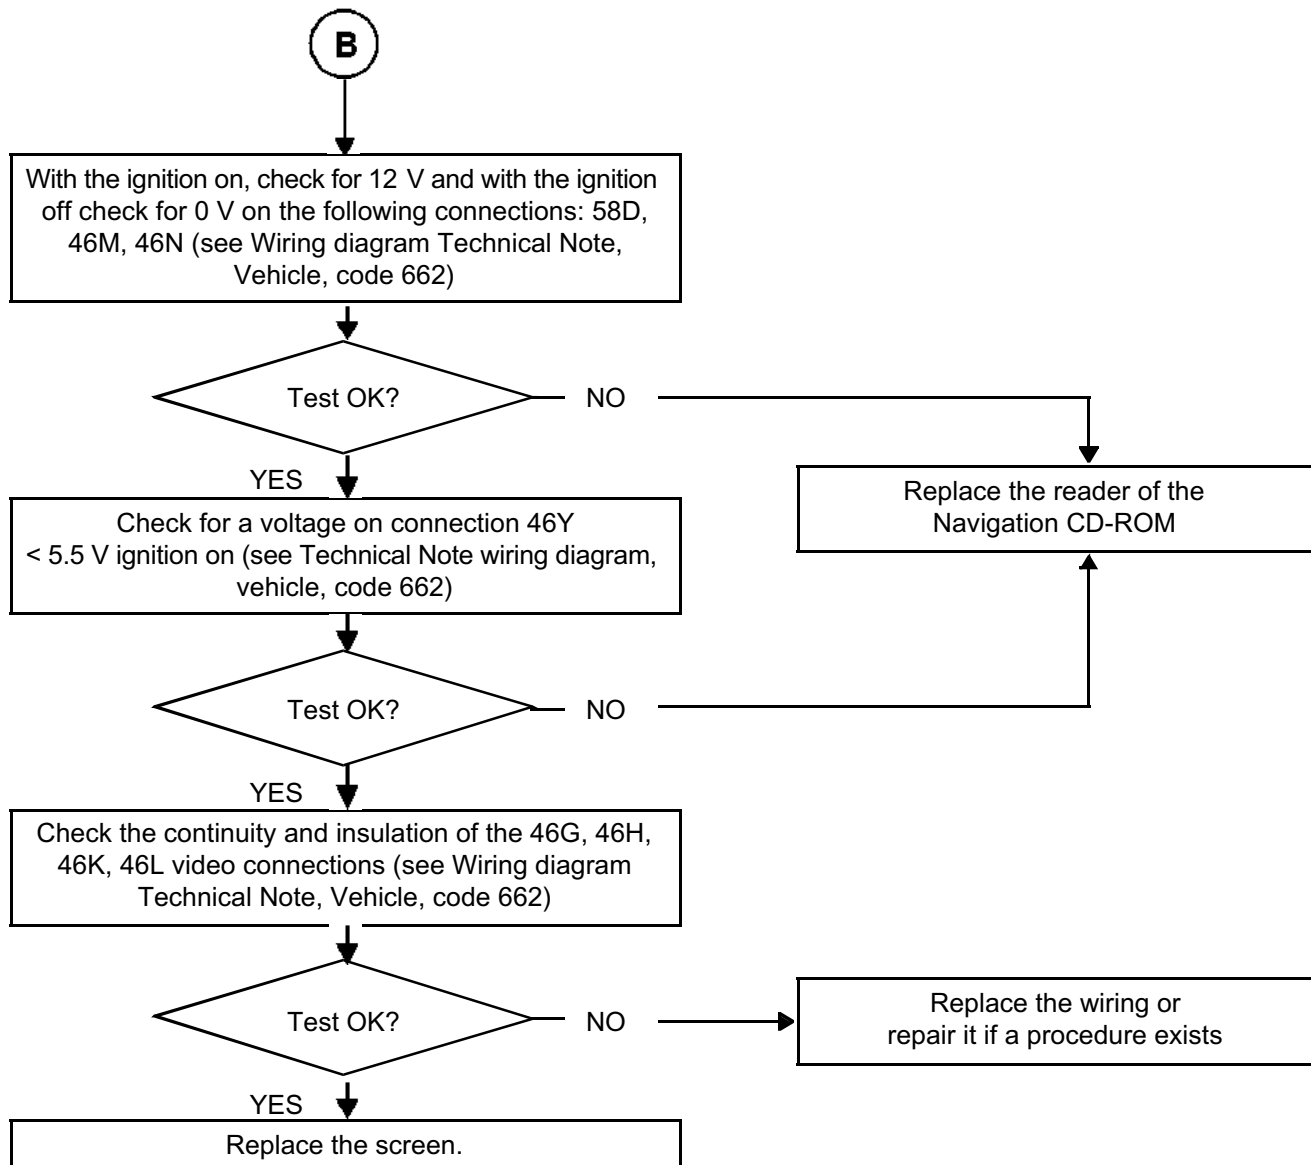 B
With the ignition on, check for 12 V and with the ignition
off check for 0 V on the following connections: 58D,
46M, 46N (see Wiring diagram Technical Note,
Vehicle, code 662)
Test OK?
NO
YES
Replace the reader of the
Navigation CD-ROM
Check for a voltage on connection 46Y
< 5.5 V ignition on (see Technical Note wiring diagram,
vehicle, code 662)
Test OK?
NO
YES
Check the continuity and insulation of the 46G, 46H,
46K, 46L video connections (see Wiring diagram
Technical Note, Vehicle, code 662)
Test OK?
NO
Replace the wiring or
repair it if a procedure exists
YES
Replace the screen.